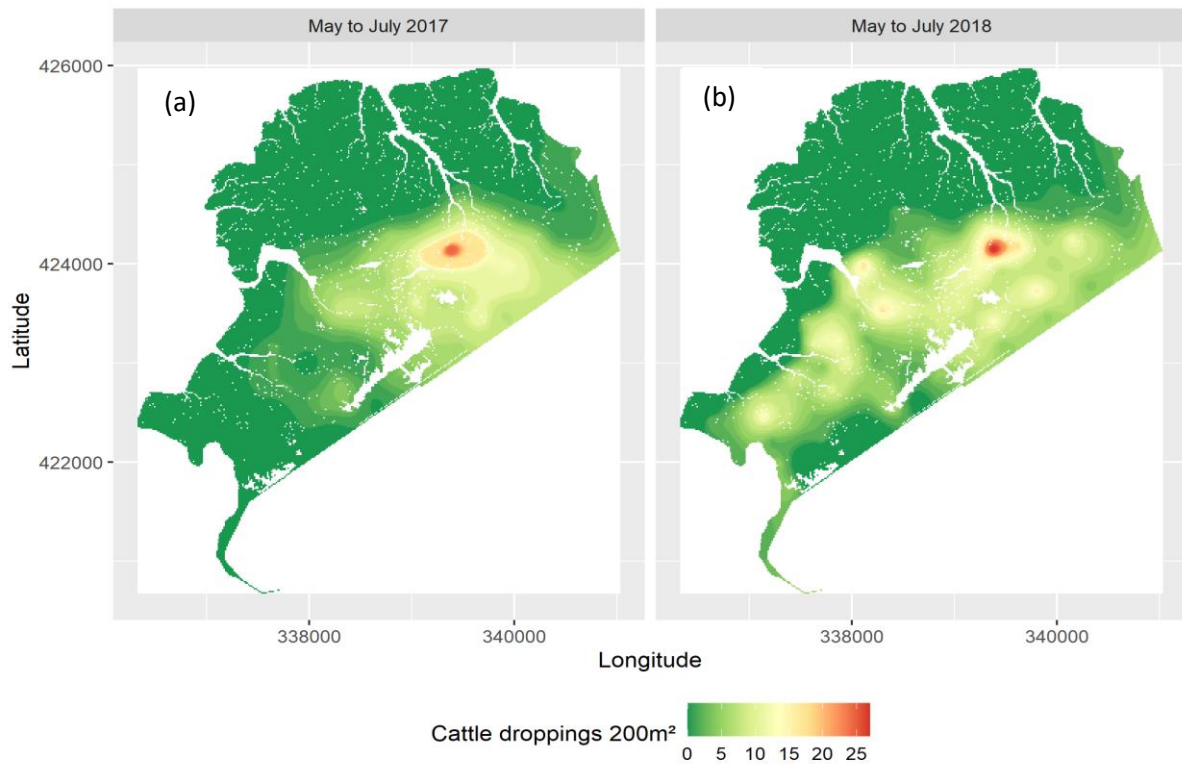 May to July 2017
May to July 2018
(a)
(b)
426000
424000
422000
Latitude
338000
340000
338000
340000
Longitude
Cattle droppings 200m²
0 5 10 15 20 25